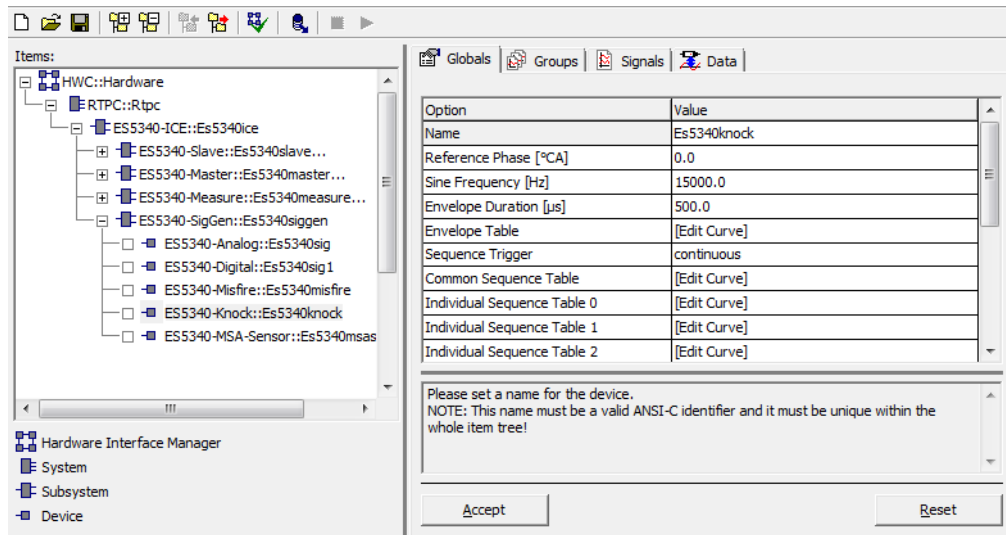 Items:
HWC::Hardware
RTPC::Rtpc
ES5340-ICE::Es5340ice
ES5340-Slave::Es5340slave...
ES5340-Master::Es5340master...
ES5340-Measure::Es5340measure...
ES5340-SigGen::Es5340siggen
ES5340-Analog::Es5340sig
ES5340-Digital::Es5340sig1
ES5340-Misfire::Es5340misfire
ES5340-Knock::Es5340knock
ES5340-MSA-Sensor::Es5340msas
Hardware Interface Manager
System
Subsystem
Device
Globals Groups Signals Data
Option Value
Name Es5340knock
Reference Phase [°CA] 0.0
Sine Frequency [Hz] 15000.0
Envelope Duration [µs] 500.0
Envelope Table [Edit Curve]
Sequence Trigger continuous
Common Sequence Table [Edit Curve]
Individual Sequence Table 0 [Edit Curve]
Individual Sequence Table 1 [Edit Curve]
Individual Sequence Table 2 [Edit Curve]
Please set a name for the device.
NOTE: This name must be a valid ANSI-C identifier and it must be unique within the
whole item tree!
Accept Reset